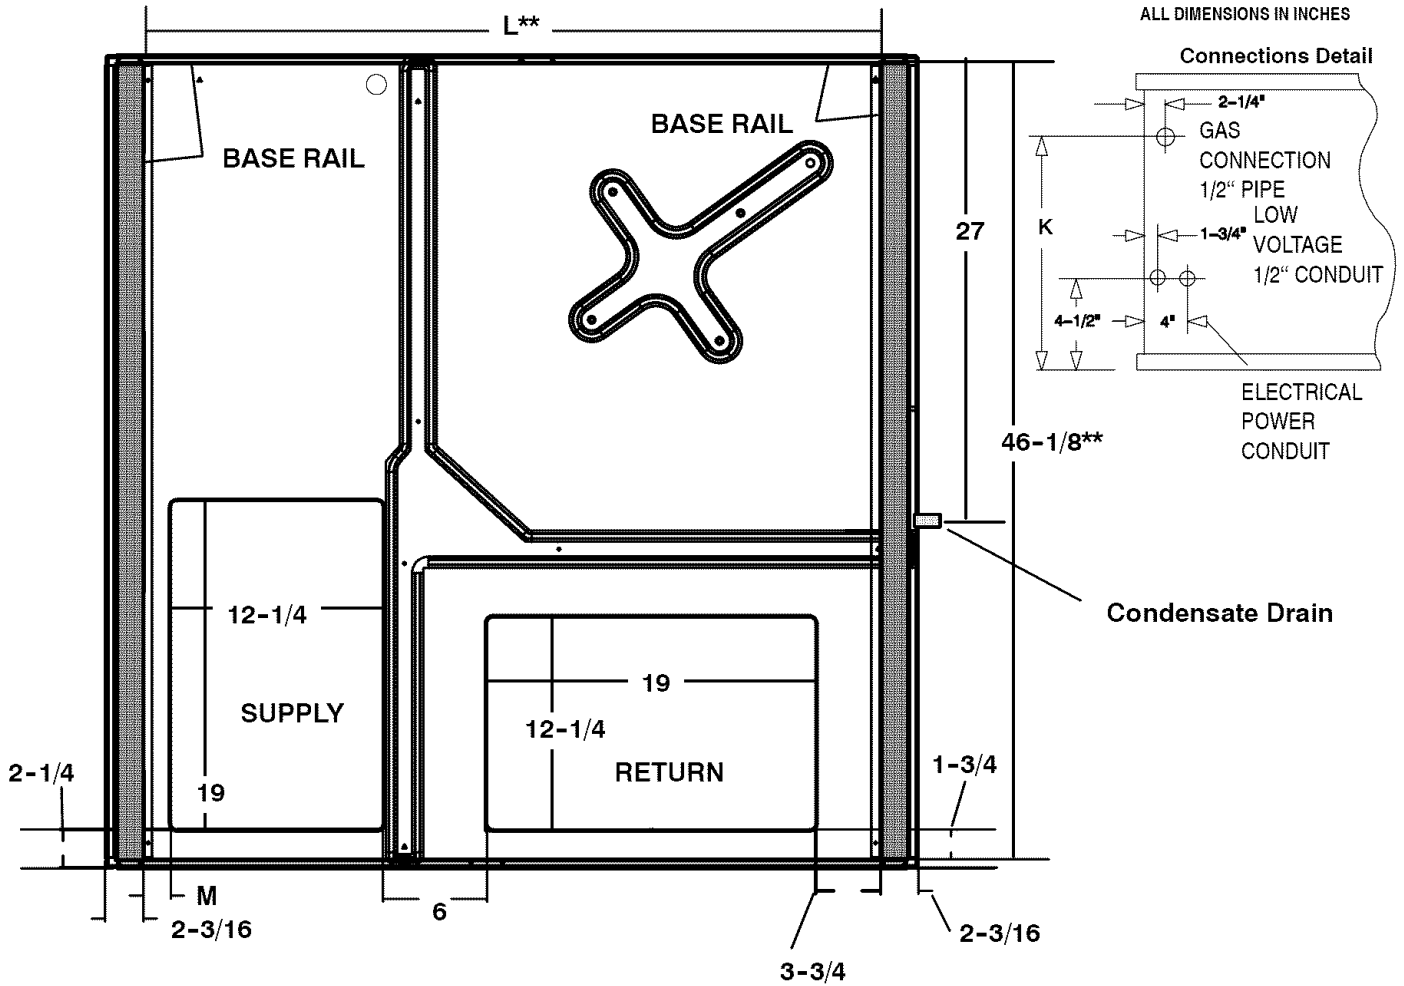 ALL DIMENSIONS IN INCHES
L**
Connections Detail
2-1/4"
GAS
CONNECTION
1/2" PIPE
BASE RAIL
BASE RAIL
LOW
VOLTAGE
1/2" CONDUIT
1-3/4"
K
27
4-1/2"
4"
ELECTRICAL
POWER
CONDUIT
46-1/8**
12-1/4
Condensate Drain
SUPPLY
19
19
12-1/4
RETURN
2-1/4
1-3/4
M
6
2-3/16
2-3/16
3-3/4